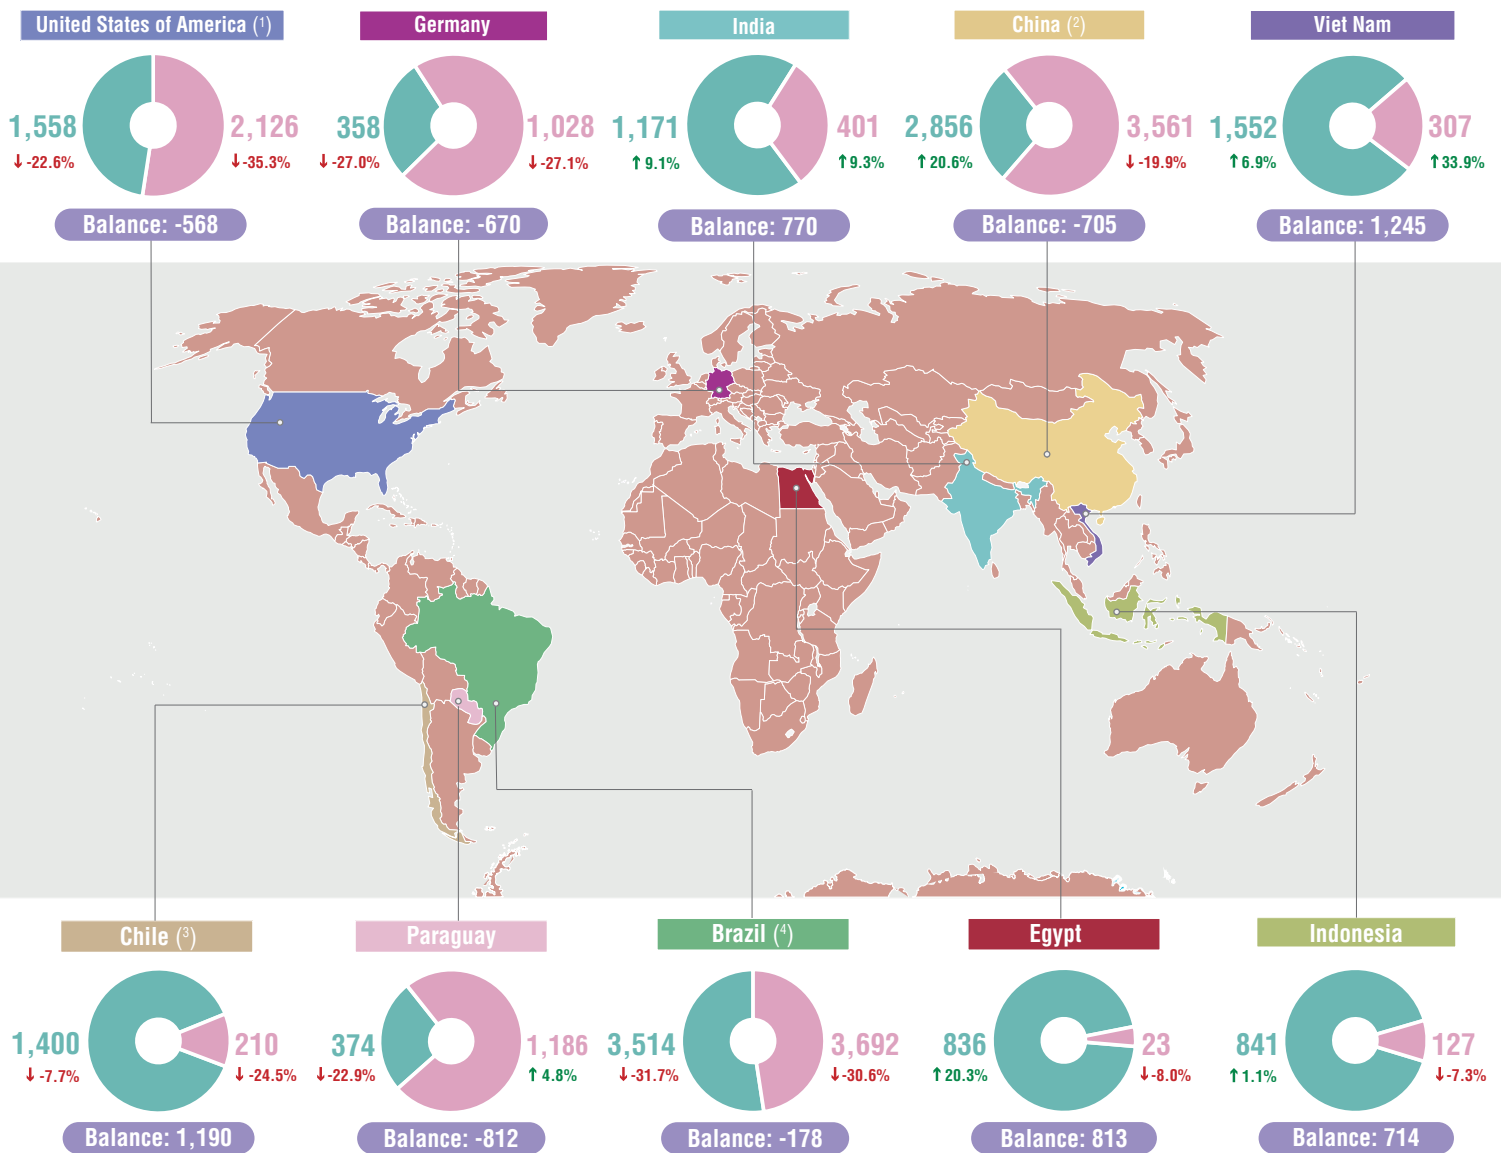 United States of America (¹)
1,558
↓-22.6%
2,126
↓-35.3%
Balance: -568
Germany
358
↓-27.0%
1,028
↓-27.1%
Balance: -670
India
1,171
↑9.1%
401
↑9.3%
Balance: 770
China (²)
2,856
↑20.6%
3,561
↓-19.9%
Balance: -705
Viet Nam
1,552
↑6.9%
307
↑33.9%
Balance: 1,245
Chile (³)
1,400
↓-7.7%
210
↓-24.5%
Balance: 1,190
Paraguay
374
↓-22.9%
1,186
↑4.8%
Balance: -812
Brazil (⁴)
3,514
↓-31.7%
3,692
↓-30.6%
Balance: -178
Egypt
836
↑20.3%
23
↓-8.0%
Balance: 813
Indonesia
841
↑1.1%
127
↓-7.3%
Balance: 714